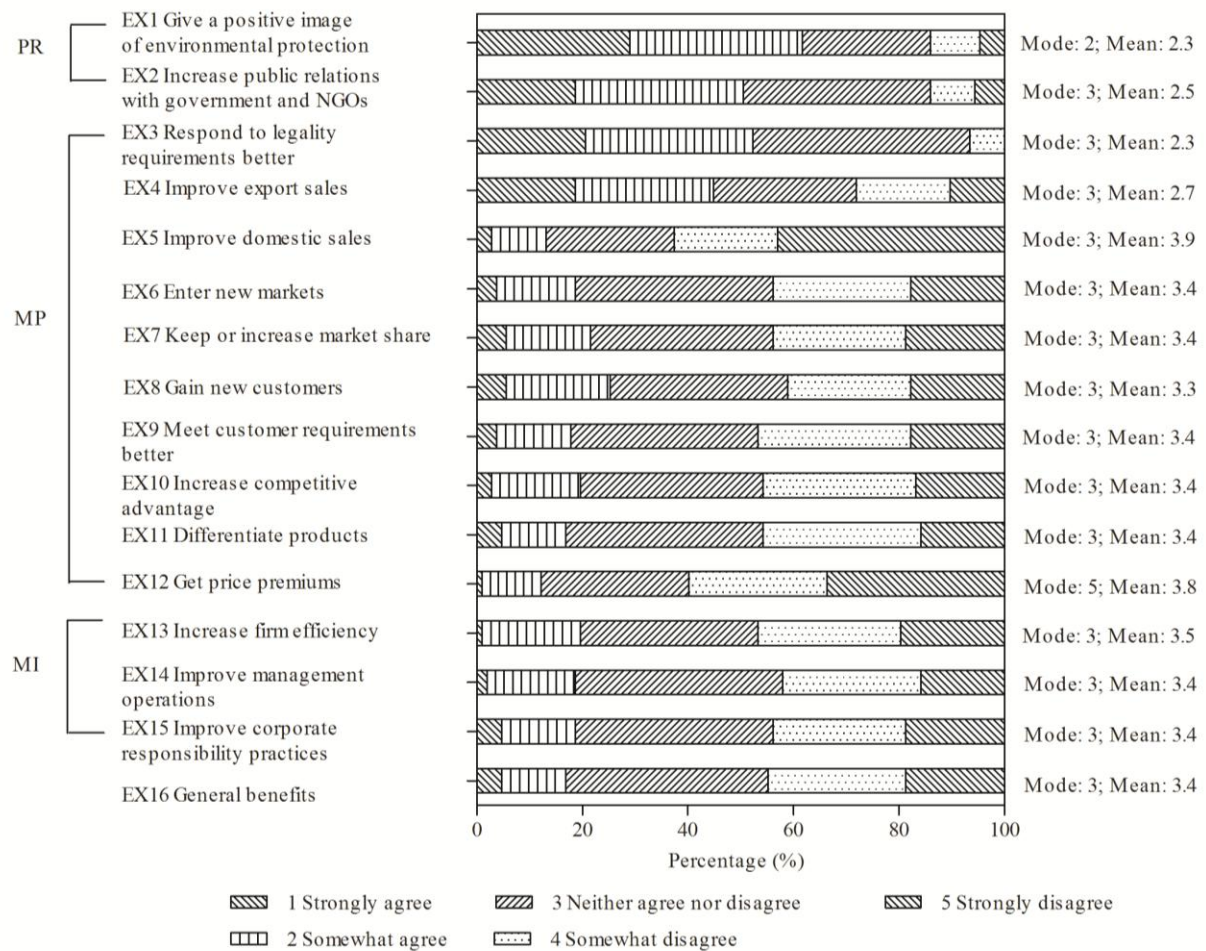 PR
EX1 Give a positive image
of environmental protection
Mode: 2; Mean: 2.3
EX2 Increase public relations
with government and NGOs
Mode: 3; Mean: 2.5
MP
EX3 Respond to legality
requirements better
Mode: 3; Mean: 2.3
EX4 Improve export sales
Mode: 3; Mean: 2.7
EX5 Improve domestic sales
Mode: 3; Mean: 3.9
EX6 Enter new markets
Mode: 3; Mean: 3.4
EX7 Keep or increase market share
Mode: 3; Mean: 3.4
EX8 Gain new customers
Mode: 3; Mean: 3.3
EX9 Meet customer requirements
better
Mode: 3; Mean: 3.4
EX10 Increase competitive
advantage
Mode: 3; Mean: 3.4
EX11 Differentiate products
Mode: 3; Mean: 3.4
EX12 Get price premiums
Mode: 5; Mean: 3.8
MI
EX13 Increase firm efficiency
Mode: 3; Mean: 3.5
EX14 Improve management
operations
Mode: 3; Mean: 3.4
EX15 Improve corporate
responsibility practices
Mode: 3; Mean: 3.4
EX16 General benefits
Mode: 3; Mean: 3.4
0 20 40 60 80 100
Percentage (%)
1 Strongly agree 3 Neither agree nor disagree 5 Strongly disagree
2 Somewhat agree 4 Somewhat disagree